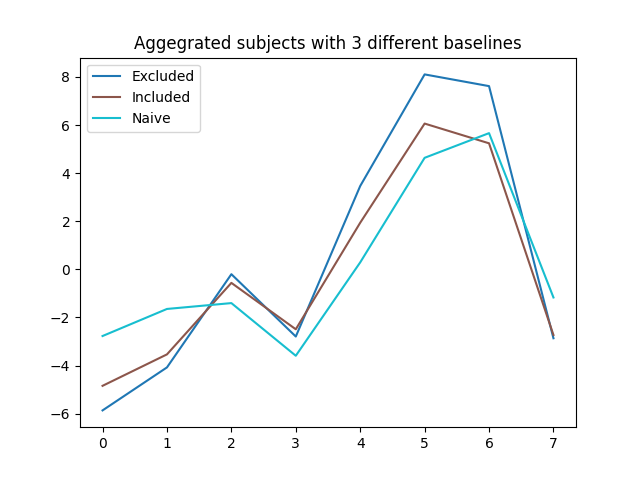 Aggegrated subjects with 3 different baselines
Excluded
Included
Naive
8
6
4
2
0
−2
−4
−6
0 1 2 3 4 5 6 7